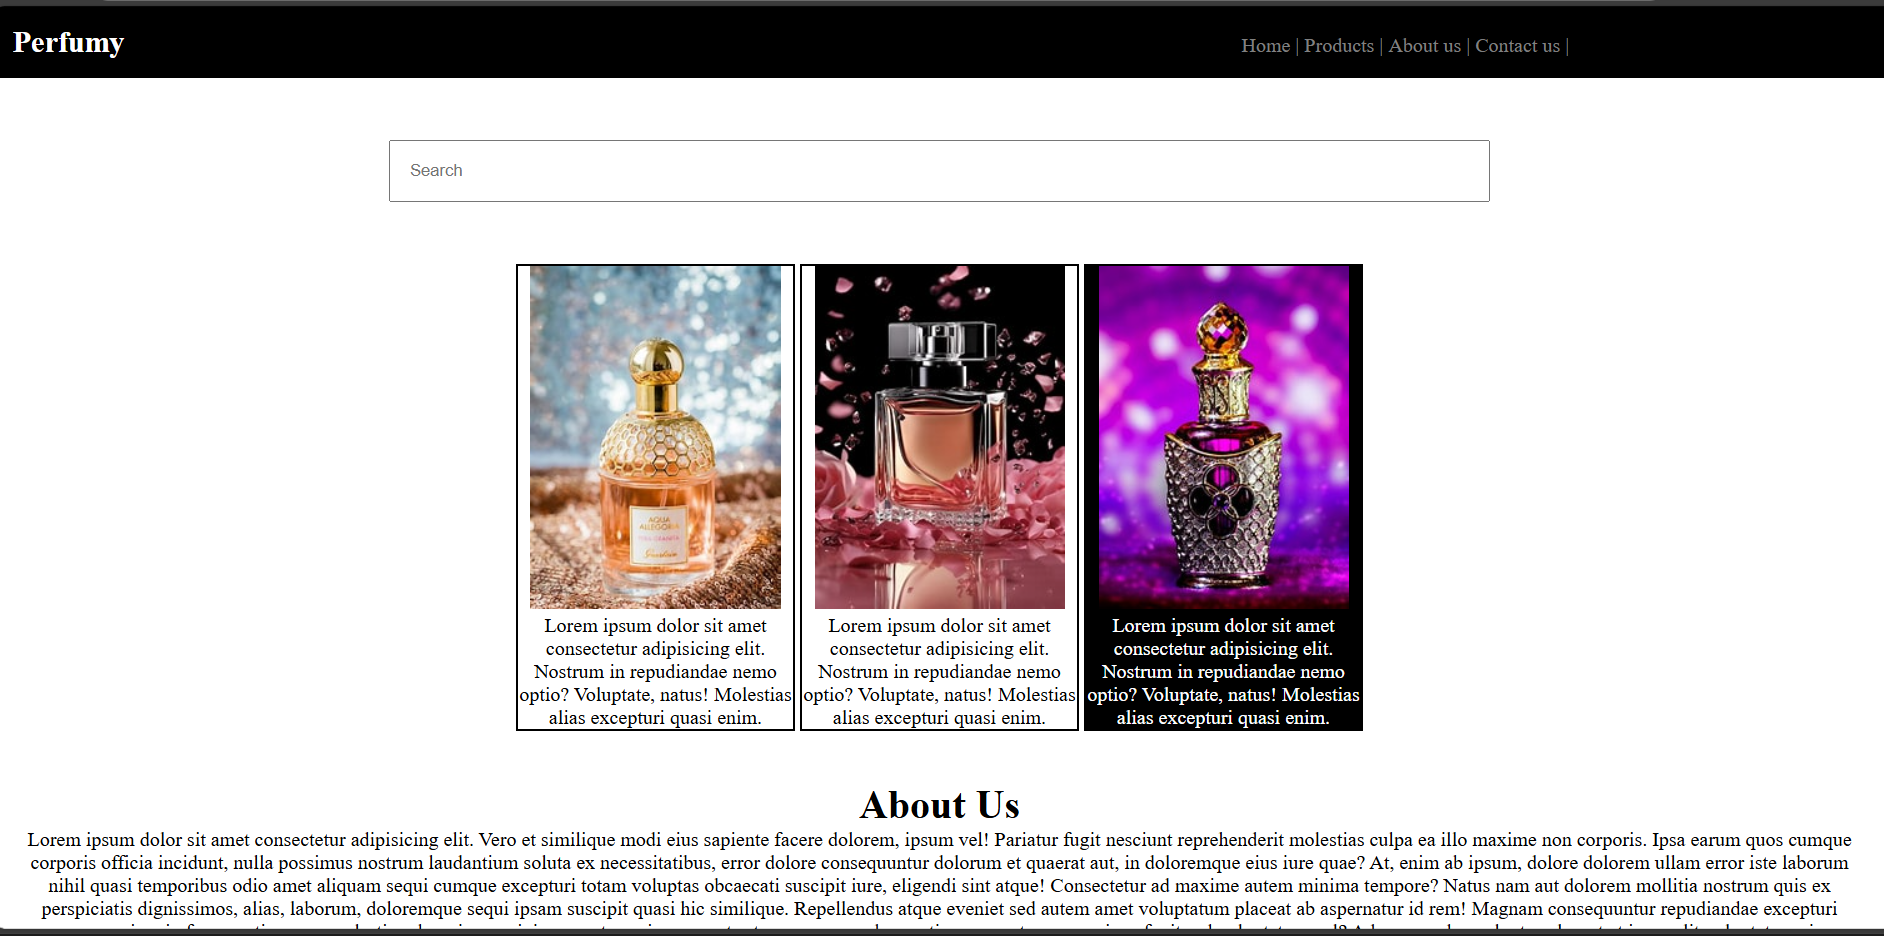 Perfumy
Home | Products | About us | Contact us |
Search
AQUA
ALLEGORIA
Guerlain
Lorem ipsum dolor sit amet
consectetur adipisicing elit.
Nostrum in repudiandae nemo
optio? Voluptate, natus! Molestias
alias excepturi quasi enim.
Lorem ipsum dolor sit amet
consectetur adipisicing elit.
Nostrum in repudiandae nemo
optio? Voluptate, natus! Molestias
alias excepturi quasi enim.
Lorem ipsum dolor sit amet
consectetur adipisicing elit.
Nostrum in repudiandae nemo
optio? Voluptate, natus! Molestias
alias excepturi quasi enim.
About Us
Lorem ipsum dolor sit amet consectetur adipisicing elit. Vero et similique modi eius sapiente facere dolorem, ipsum vel! Pariatur fugit nesciunt reprehenderit molestias culpa ea illo maxime non corporis. Ipsa earum quos cumque
corporis officia incidunt, nulla possimus nostrum laudantium soluta ex necessitatibus, error dolore consequuntur dolorum et quaerat aut, in doloremque eius iure quae? At, enim ab ipsum, dolore dolorem ullam error iste laborum
nihil quasi temporibus odio amet aliquam sequi cumque excepturi totam voluptas obcaecati suscipit iure, eligendi sint atque! Consectetur ad maxime autem minima tempore? Natus nam aut dolorem mollitia nostrum quis ex
perspiciatis dignissimos, alias, laborum, doloremque sequi ipsam suscipit quasi hic similique. Repellendus atque eveniet sed autem amet voluptatum placeat ab aspernatur id rem! Magnam consequuntur repudiandae excepturi